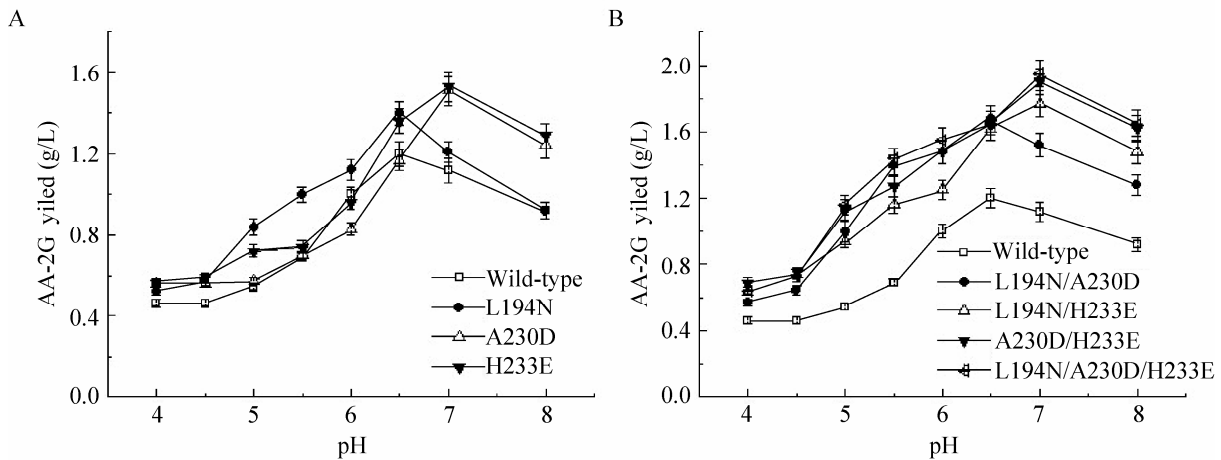 A
AA-2G yiled (g/L)
1.6
1.2
0.8
0.4
0.0
Wild-type
L194N
A230D
H233E
4 5 6 7 8
pH
B
AA-2G yiled (g/L)
2.0
1.6
1.2
0.8
0.4
0.0
Wild-type
L194N/A230D
L194N/H233E
A230D/H233E
L194N/A230D/H233E
4 5 6 7 8
pH